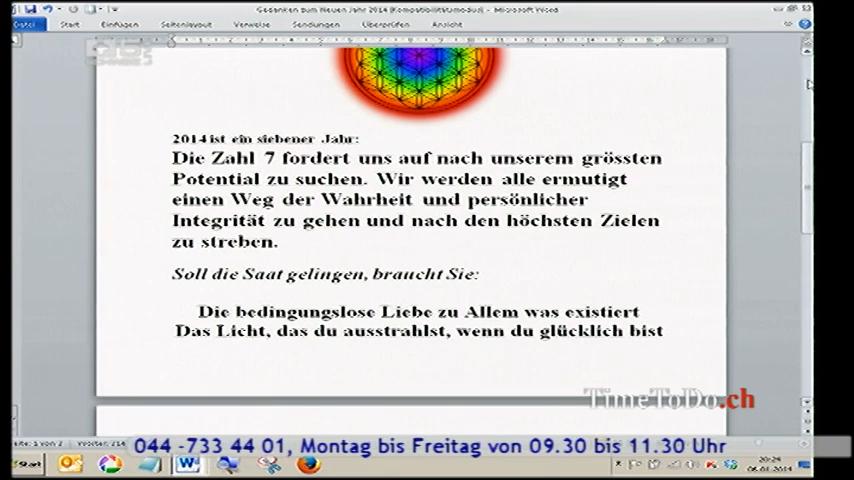 Gedanken zum Neuen Jahr 2014 [Kompatibilitätsmodus] - Microsoft Word
Datei Start Einfügen Seitenlayout Verweise Sendungen Überprüfen Ansicht
2014 ist ein siebener Jahr:
Die Zahl 7 fordert uns auf nach unserem grössten
Potential zu suchen. Wir werden alle ermutigt
einen Weg der Wahrheit und persönlicher
Integrität zu gehen und nach den höchsten Zielen
zu streben.
Soll die Saat gelingen, braucht Sie:
Die bedingungslose Liebe zu Allem was existiert
Das Licht, das du ausstrahlst, wenn du glücklich bist
TimeToDo.ch
044 -733 44 01, Montag bis Freitag von 09.30 bis 11.30 Uhr
Start
20:24
06.01.2014